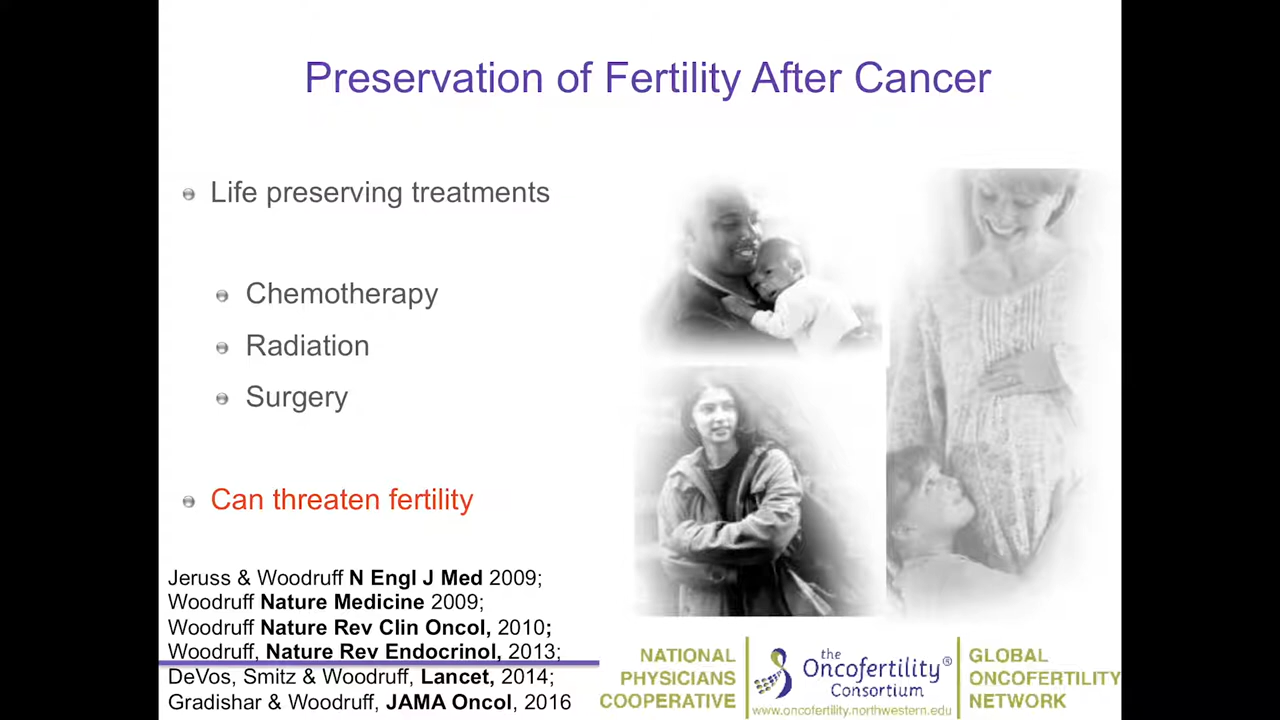 Preservation of Fertility After Cancer
Life preserving treatments
Chemotherapy
Radiation
Surgery
Can threaten fertility
Jeruss & Woodruff N Engl J Med 2009;
Woodruff Nature Medicine 2009;
Woodruff Nature Rev Clin Oncol, 2010;
Woodruff, Nature Rev Endocrinol, 2013;
DeVos, Smitz & Woodruff, Lancet, 2014;
Gradishar & Woodruff, JAMA Oncol, 2016
NATIONAL
PHYSICIANS
COOPERATIVE
the
Oncofertility®
Consortium
www.oncofertility.northwestern.edu
GLOBAL
ONCOFERTILITY
NETWORK